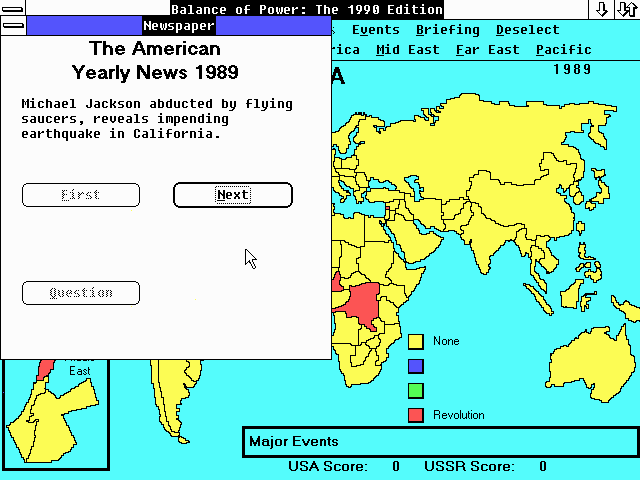 Balance of Power: The 1990 Edition
Newspaper
Events Briefing Deselect
Mid East Far East Pacific
The American
Yearly News 1989
A
1989
Michael Jackson abducted by flying
saucers, reveals impending
earthquake in California.
First
Next
Question
None
Revolution
East
Major Events
USA Score: 0 USSR Score: 0